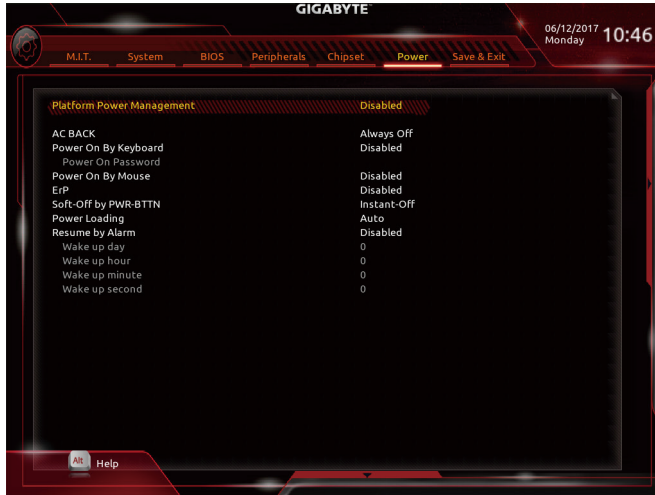 GIGABYTE™
06/12/2017
Monday
10:46
M.I.T. System BIOS Peripherals Chipset Power Save & Exit
Platform Power Management Disabled
AC BACK Always Off
Power On By Keyboard Disabled
Power On Password
Power On By Mouse Disabled
ErP Disabled
Soft-Off by PWR-BTTN Instant-Off
Power Loading Auto
Resume by Alarm Disabled
Wake up day 0
Wake up hour 0
Wake up minute 0
Wake up second 0
Alt Help